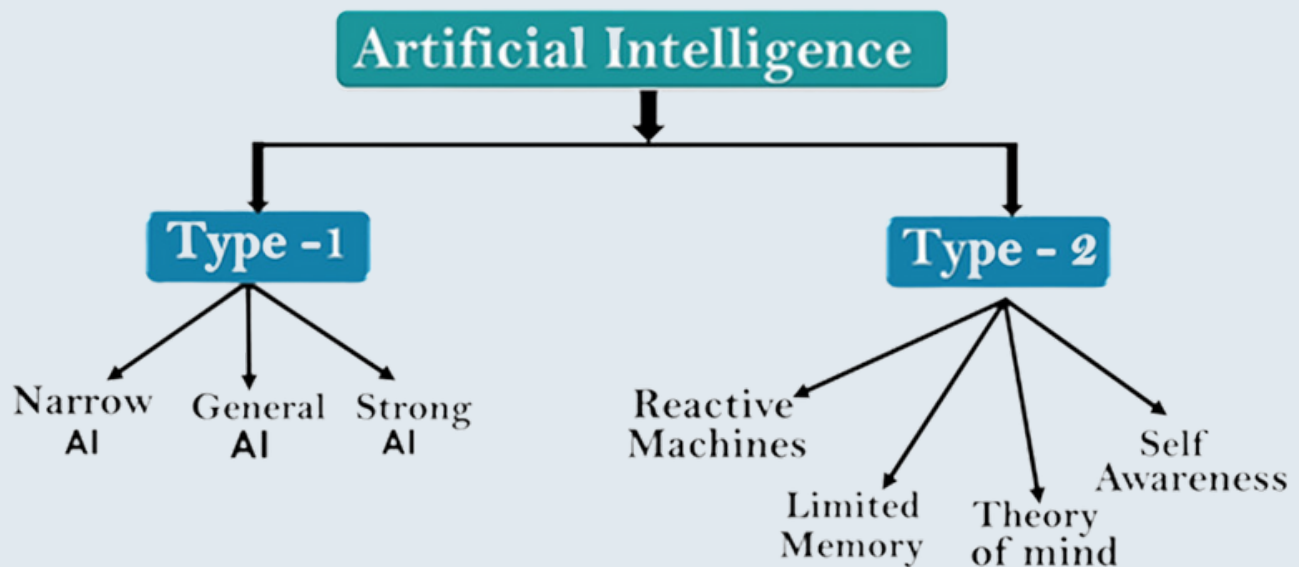 Artificial Intelligence
Type -1
Type - 2
Narrow
AI
General
AI
Strong
AI
Reactive
Machines
Limited
Memory
Theory
of mind
Self
Awareness